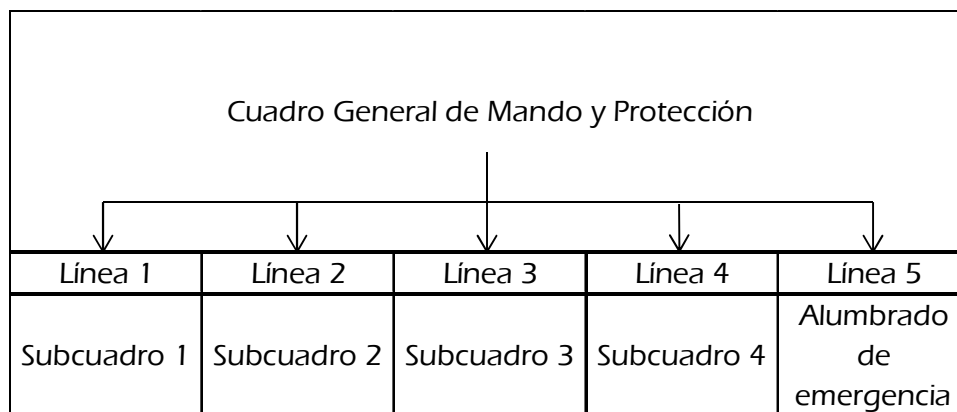 Cuadro General de Mando y Protección
Línea 1 Línea 2 Línea 3 Línea 4 Línea 5
Subcuadro 1 Subcuadro 2 Subcuadro 3 Subcuadro 4 Alumbrado
de
emergencia